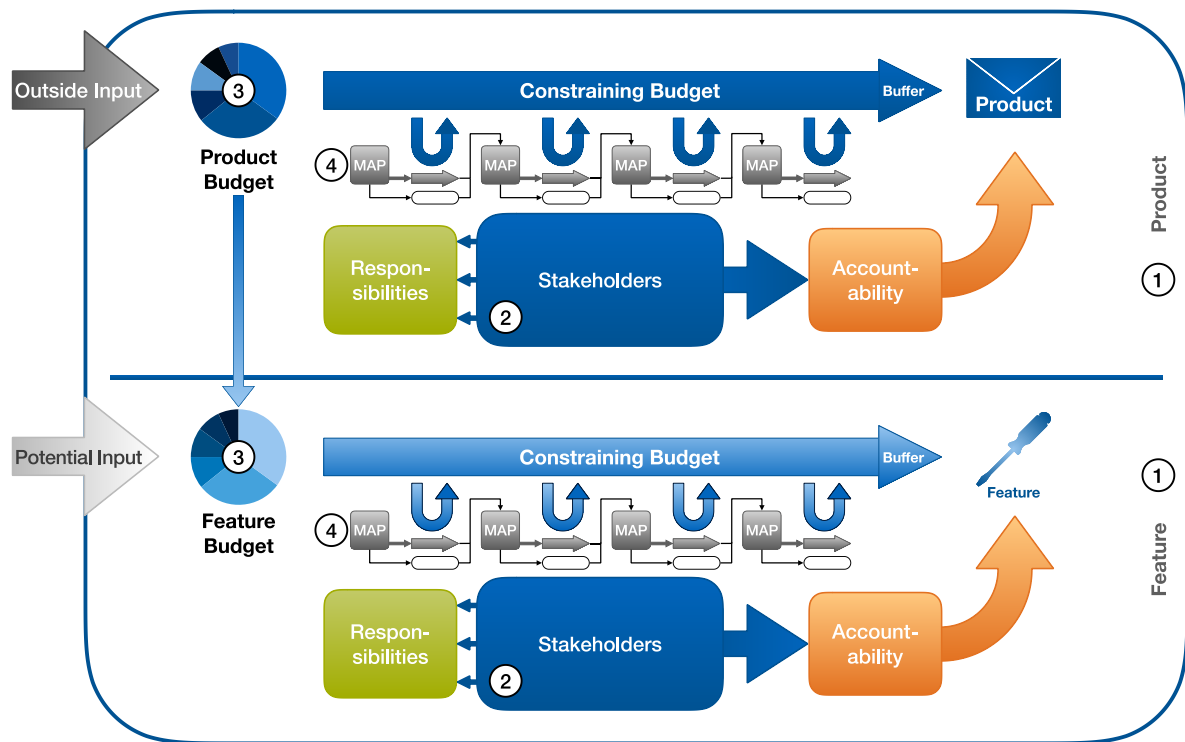 Outside Input
3
Product
Budget
Constraining Budget
Buffer
Product
4
MAP
MAP
MAP
MAP
Respon-
sibilities
2
Stakeholders
Account-
ability
Product
1
Potential Input
3
Feature
Budget
Constraining Budget
Buffer
Feature
4
MAP
MAP
MAP
MAP
Respon-
sibilities
2
Stakeholders
Account-
ability
1
Feature